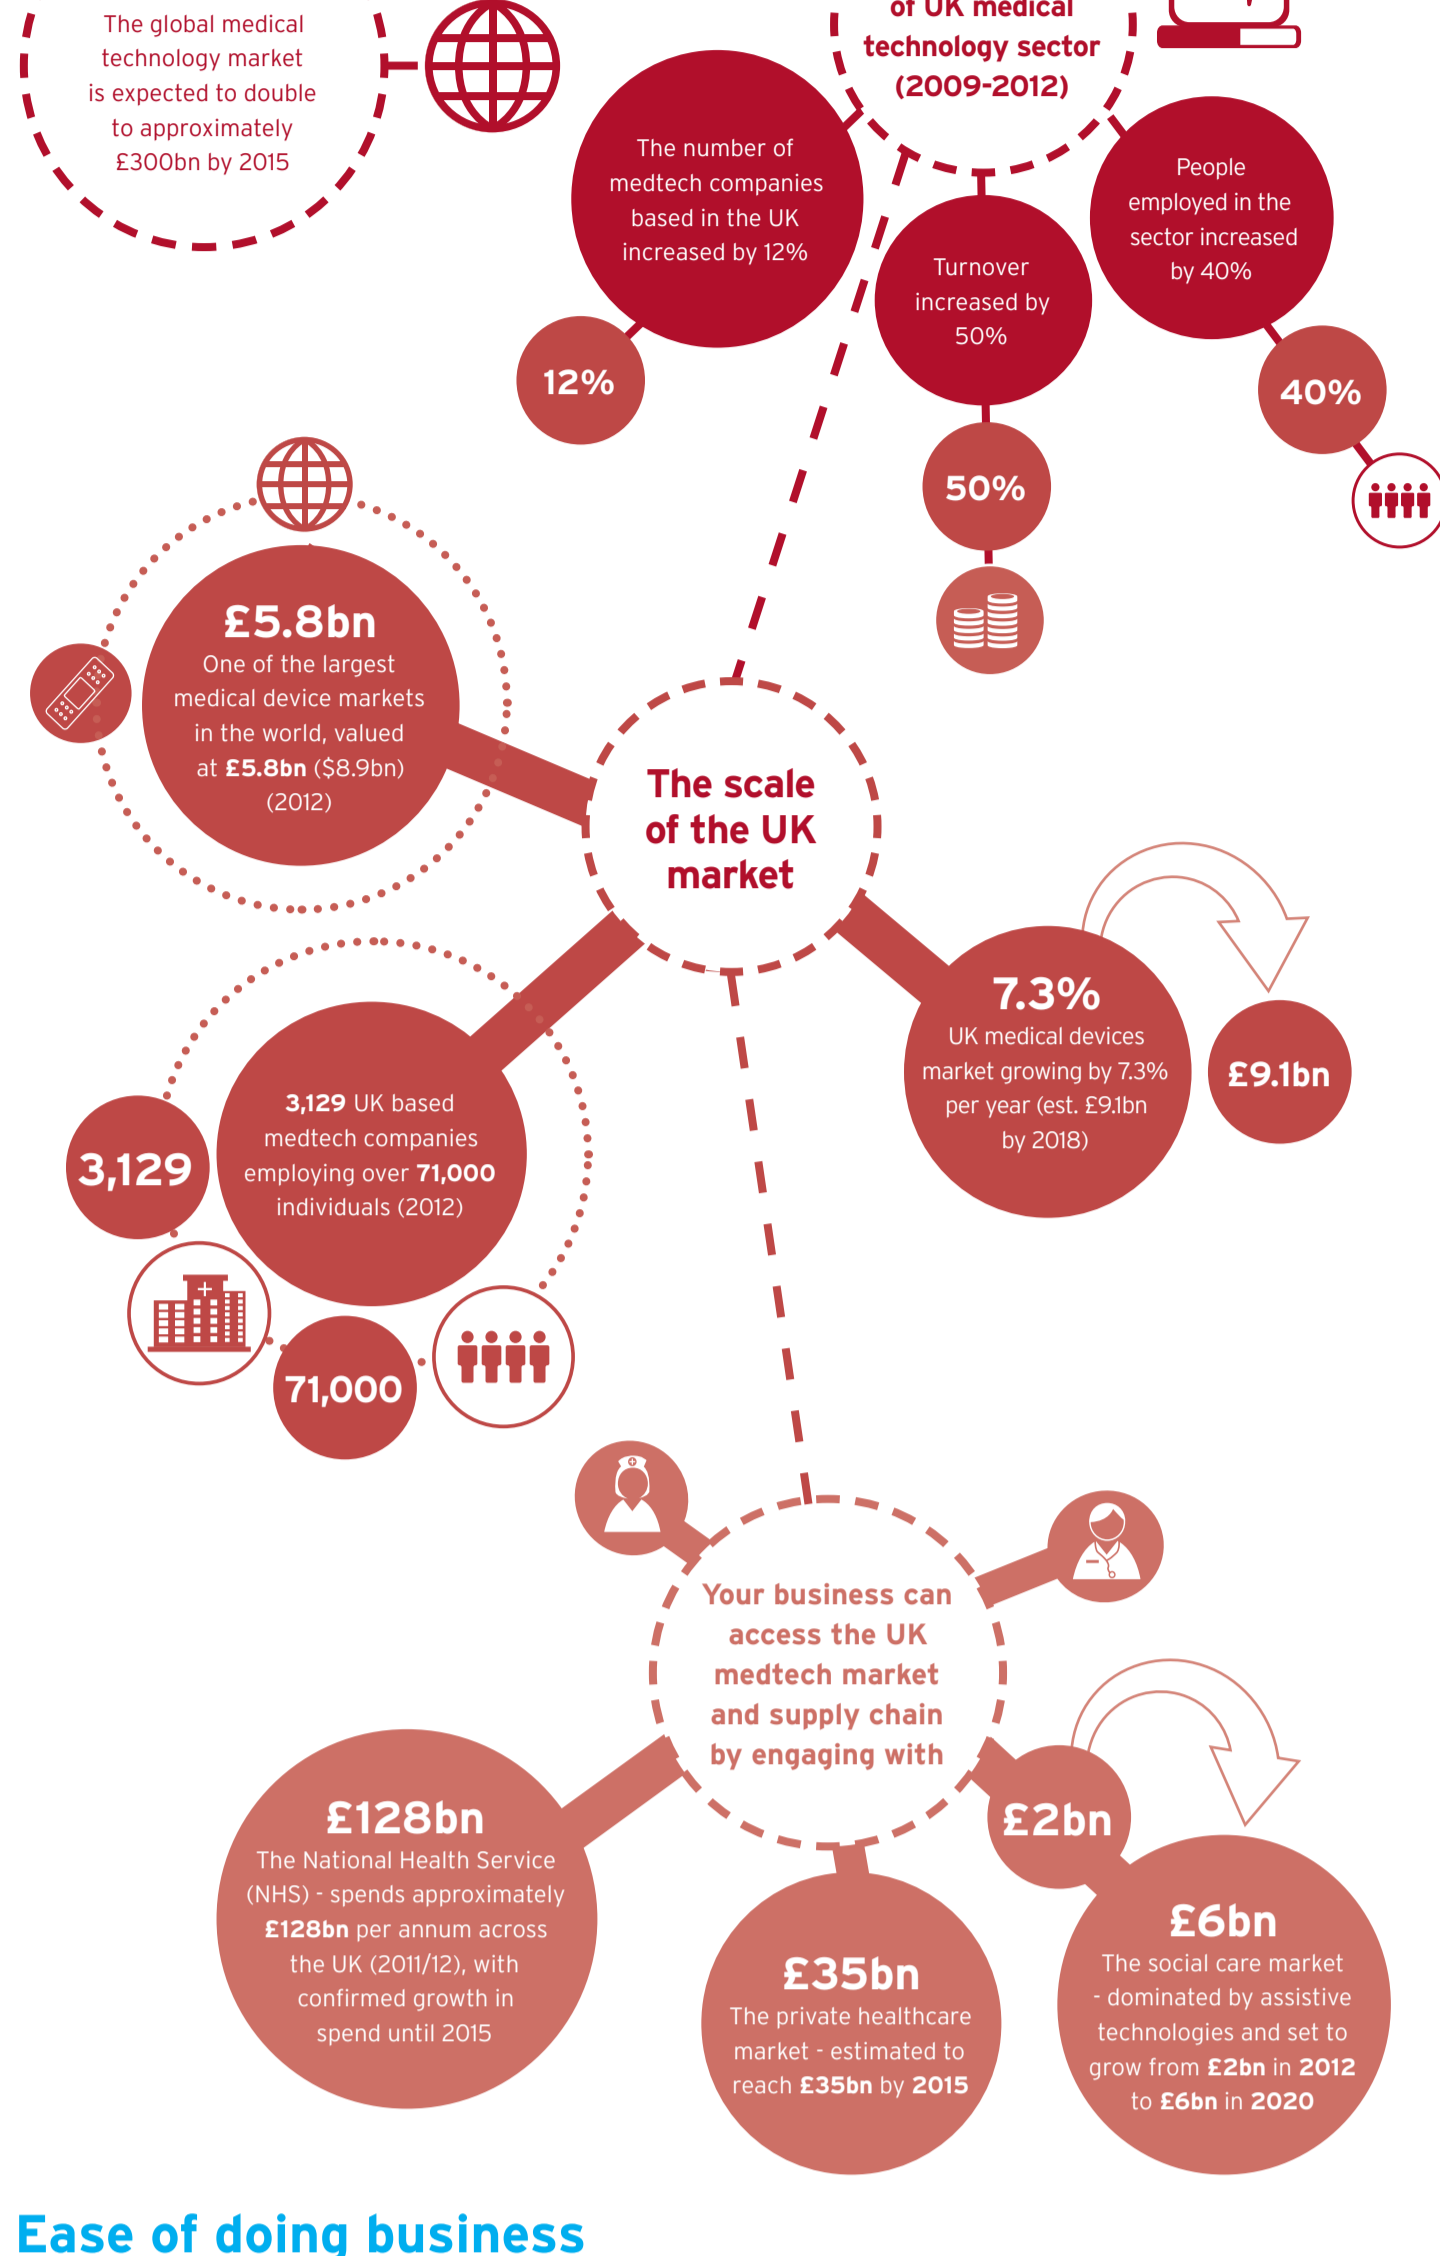 The global medical
technology market
is expected to double
to approximately
£300bn by 2015
of UK medical
technology sector
(2009-2012)
The number of
medtech companies
based in the UK
increased by 12%
12%
Turnover
increased by
50%
50%
People
employed in the
sector increased
by 40%
40%
The scale
of the UK
market
£5.8bn
One of the largest
medical device markets
in the world, valued
at £5.8bn ($8.9bn)
(2012)
7.3%
UK medical devices
market growing by 7.3%
per year (est. £9.1bn
by 2018)
£9.1bn
3,129 UK based
medtech companies
employing over 71,000
individuals (2012)
3,129
71,000
Your business can
access the UK
medtech market
and supply chain
by engaging with
£128bn
The National Health Service
(NHS) - spends approximately
£128bn per annum across
the UK (2011/12), with
confirmed growth in
spend until 2015
£35bn
The private healthcare
market - estimated to
reach £35bn by 2015
£2bn
£6bn
The social care market
- dominated by assistive
technologies and set to
grow from £2bn in 2012
to £6bn in 2020
Ease of doing business